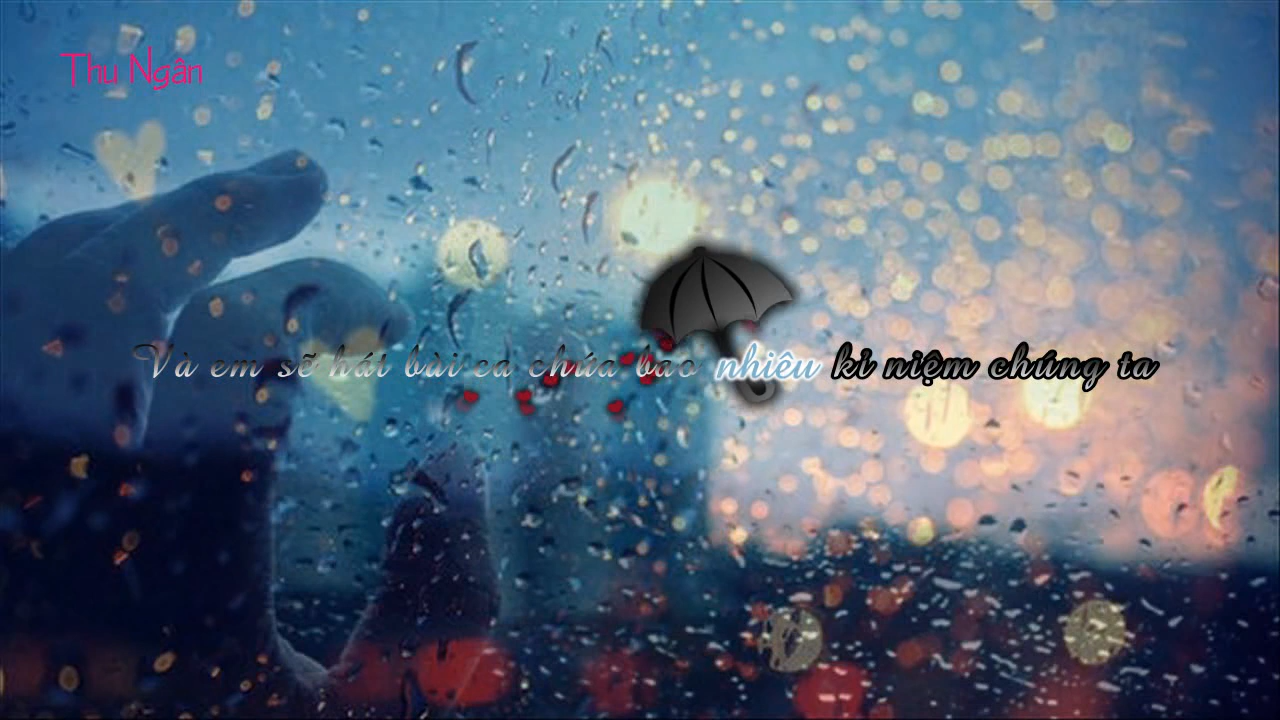 Thu Ngân
Và em sẽ hát bài ca chứa bao nhiêu kỉ niệm chúng ta